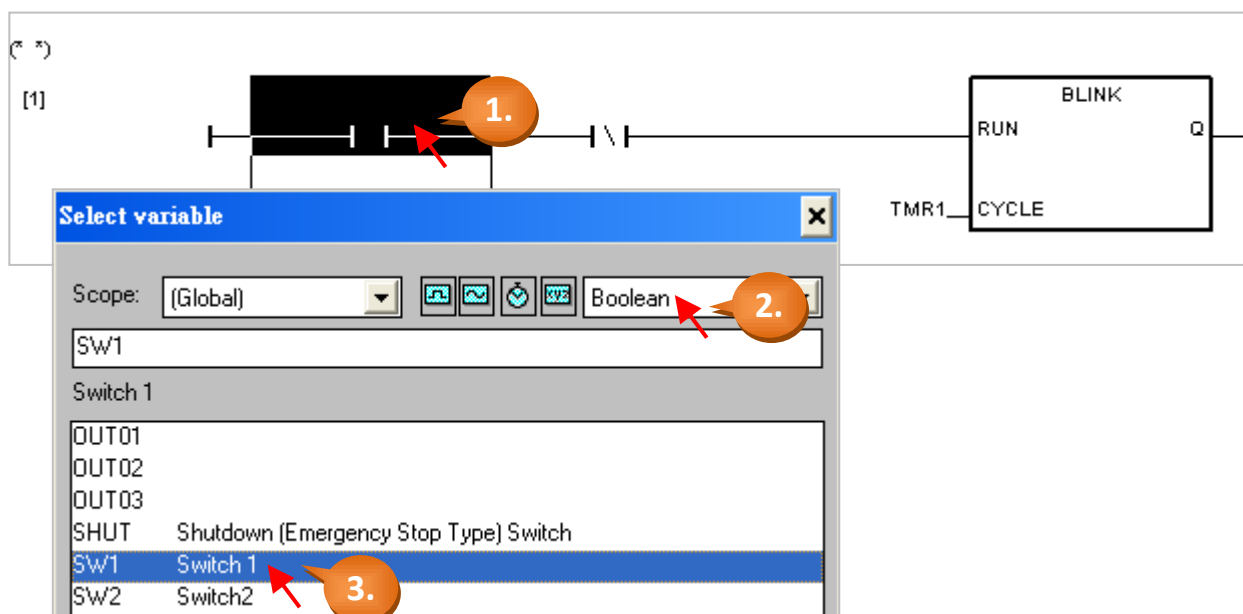 (* *)
[1]
1.
BLINK
RUN Q
TMR1 CYCLE
Select variable
Scope: (Global) xyz Boolean
2.
SW1
Switch 1
OUT01
OUT02
OUT03
SHUT Shutdown (Emergency Stop Type) Switch
SW1 Switch 1
3.
SW2 Switch2